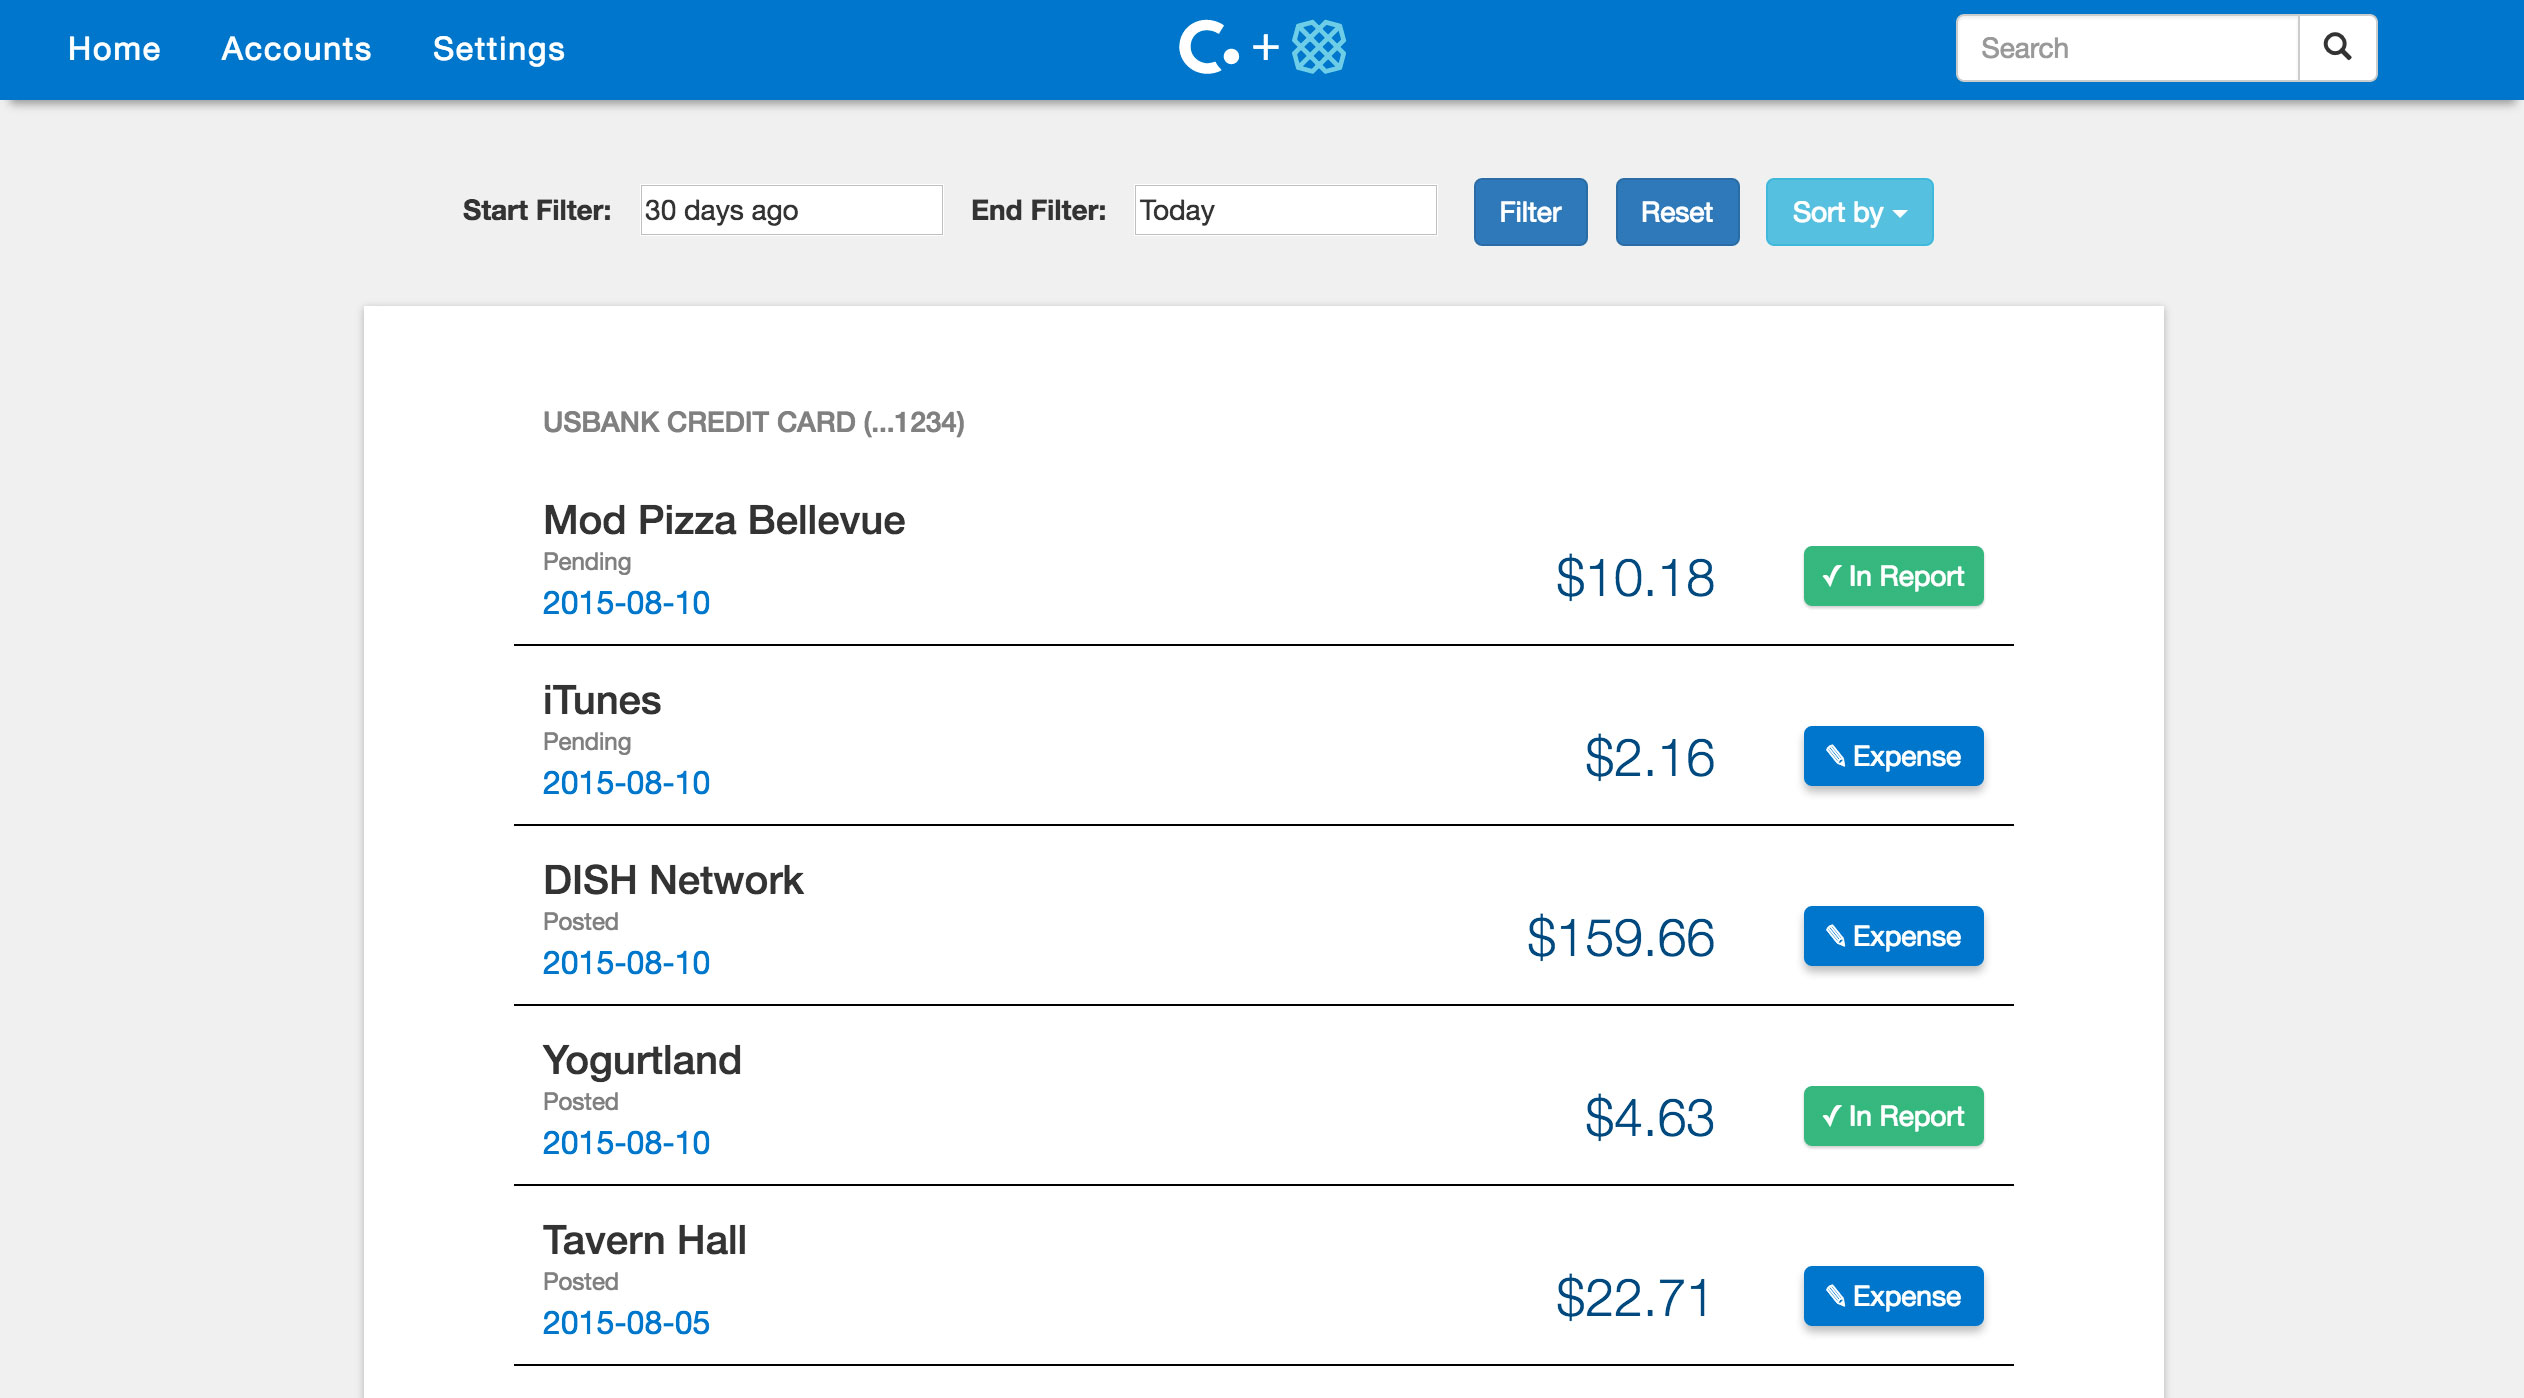 Home Accounts Settings C. + Search
Start Filter: 30 days ago End Filter: Today Filter Reset Sort by
USBANK CREDIT CARD (...1234)
Mod Pizza Bellevue
Pending
2015-08-10
$10.18
✓ In Report
iTunes
Pending
2015-08-10
$2.16
✎ Expense
DISH Network
Posted
2015-08-10
$159.66
✎ Expense
Yogurtland
Posted
2015-08-10
$4.63
✓ In Report
Tavern Hall
Posted
2015-08-05
$22.71
✎ Expense